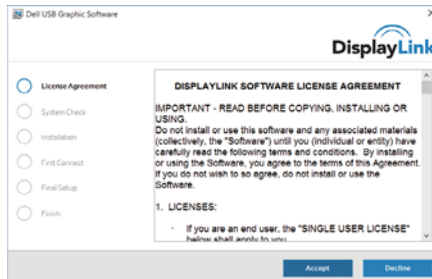 Dell USB Graphic Software
DisplayLink
License Agreement
System Check
Installation
First Connect
Final Setup
Finish
DISPLAYLINK SOFTWARE LICENSE AGREEMENT
IMPORTANT - READ BEFORE COPYING, INSTALLING OR
USING.
Do not install or use this software and any associated materials
(collectively, the "Software") until you (individual or entity) have
carefully read the following terms and conditions. By installing
or using the Software, you agree to the terms of this Agreement.
If you do not wish to so agree, do not install or use the
Software.
1. LICENSES:
· If you are an end user, the "SINGLE USER LICENSE"
below shall apply to you
Accept
Decline